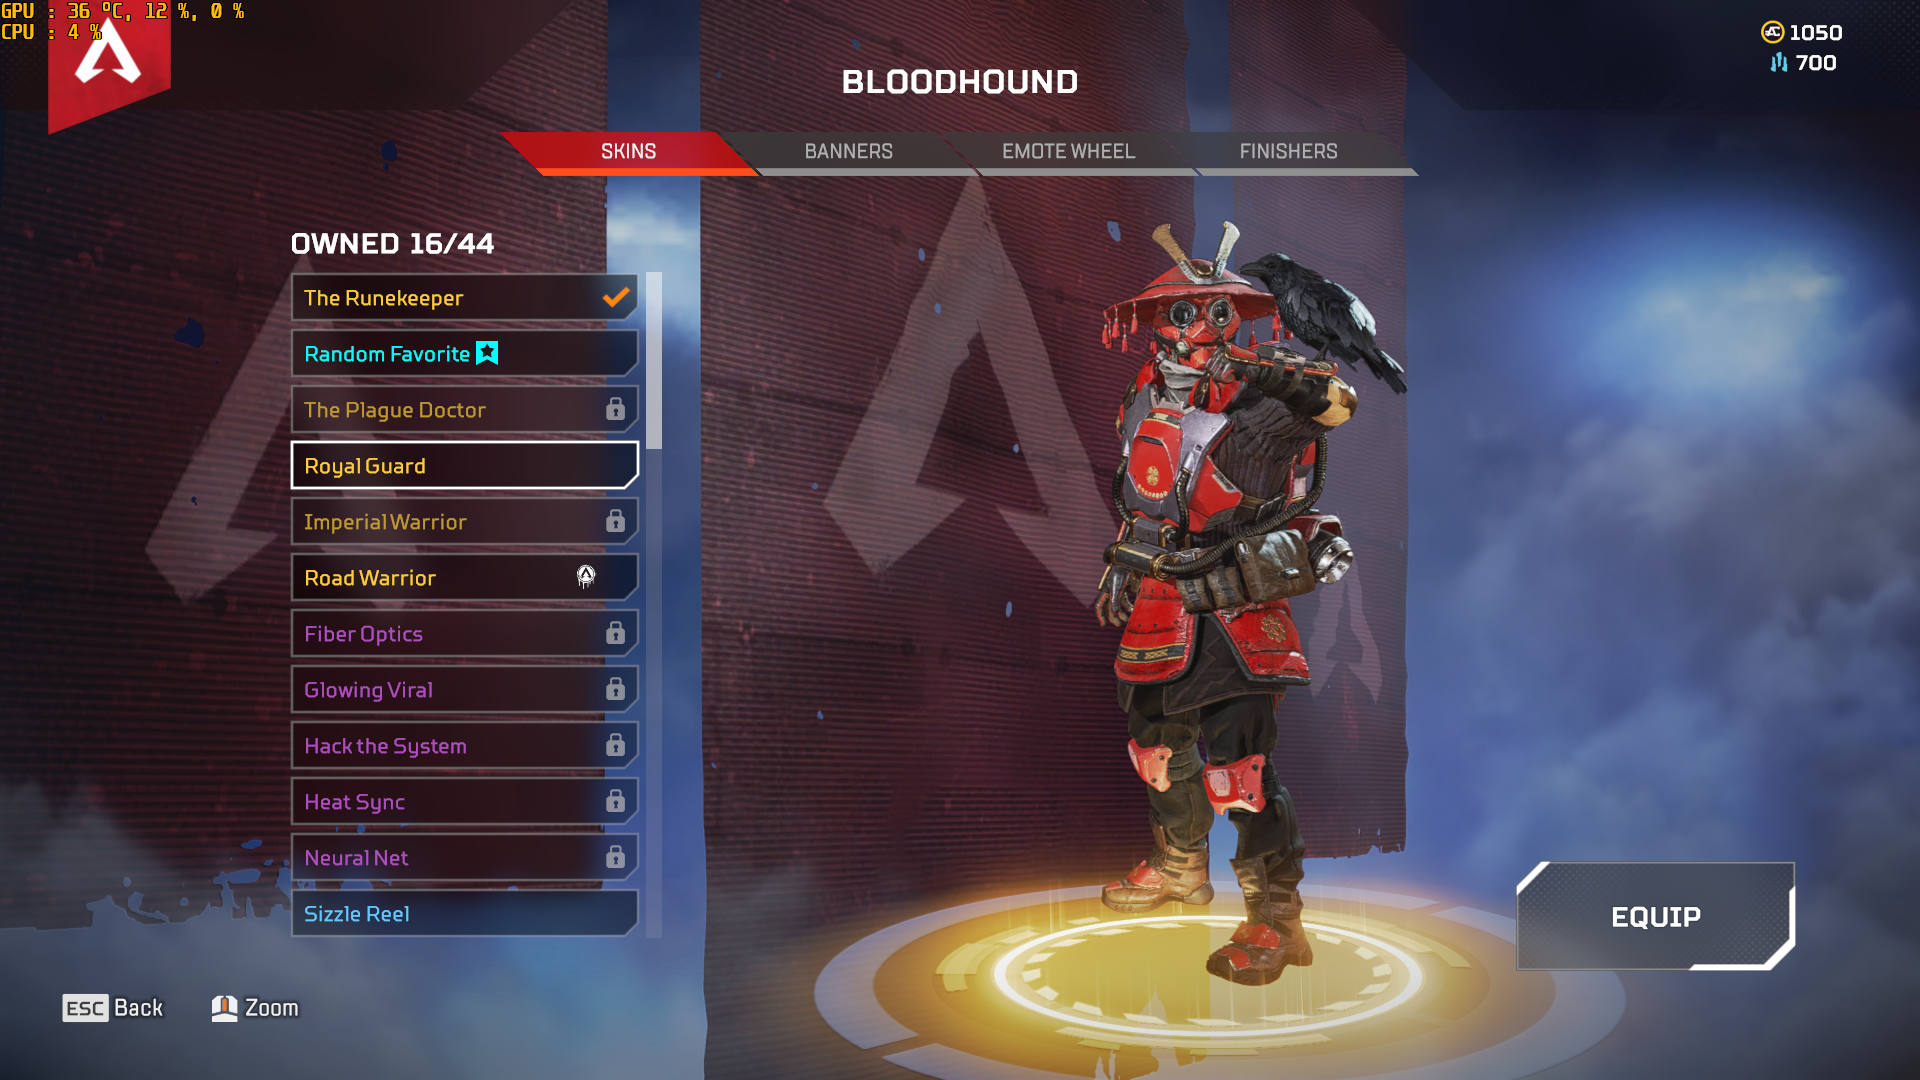 GPU : 36 ºC, 12 %, 0 %
CPU : 4 %
1050
700
BLOODHOUND
SKINS
BANNERS
EMOTE WHEEL
FINISHERS
OWNED 16/44
The Runekeeper
Random Favorite
The Plague Doctor
Royal Guard
Imperial Warrior
Road Warrior
Fiber Optics
Glowing Viral
Hack the System
Heat Sync
Neural Net
Sizzle Reel
EQUIP
ESC Back
Zoom